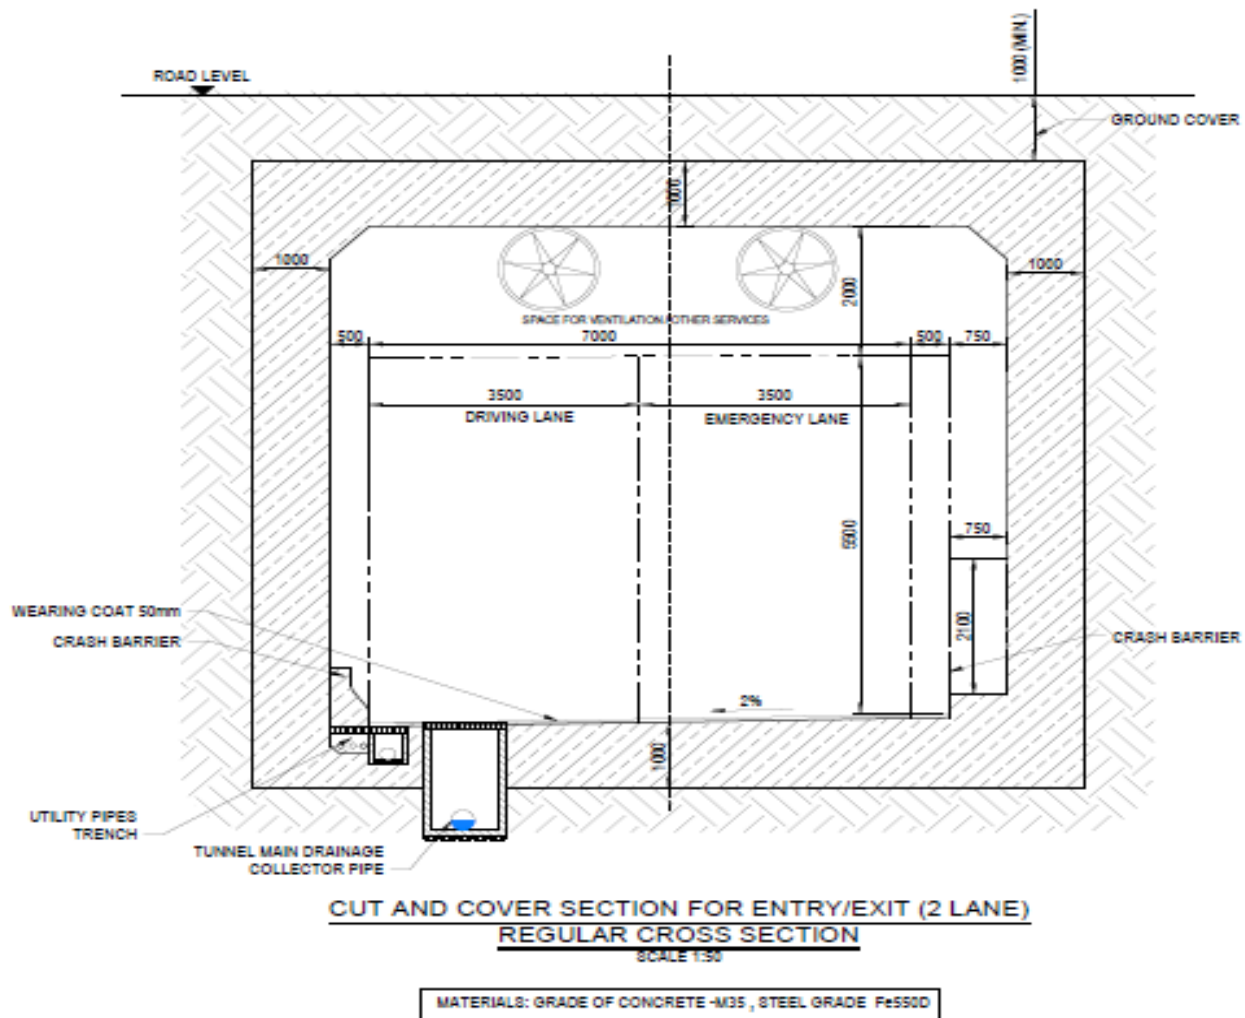 1000 (MIN.)
ROAD LEVEL
GROUND COVER
1000
1000
1000
2000
SPACE FOR VENTILATION /OTHER SERVICES
500
7000
500
750
3500
3500
DRIVING LANE
EMERGENCY LANE
5500
750
2100
WEARING COAT 50mm
CRASH BARRIER
CRASH BARRIER
2%
1000
UTILITY PIPES
TRENCH
TUNNEL MAIN DRAINAGE
COLLECTOR PIPE
CUT AND COVER SECTION FOR ENTRY/EXIT (2 LANE)
REGULAR CROSS SECTION
SCALE 1:50
MATERIALS: GRADE OF CONCRETE -M35 , STEEL GRADE Fe550D